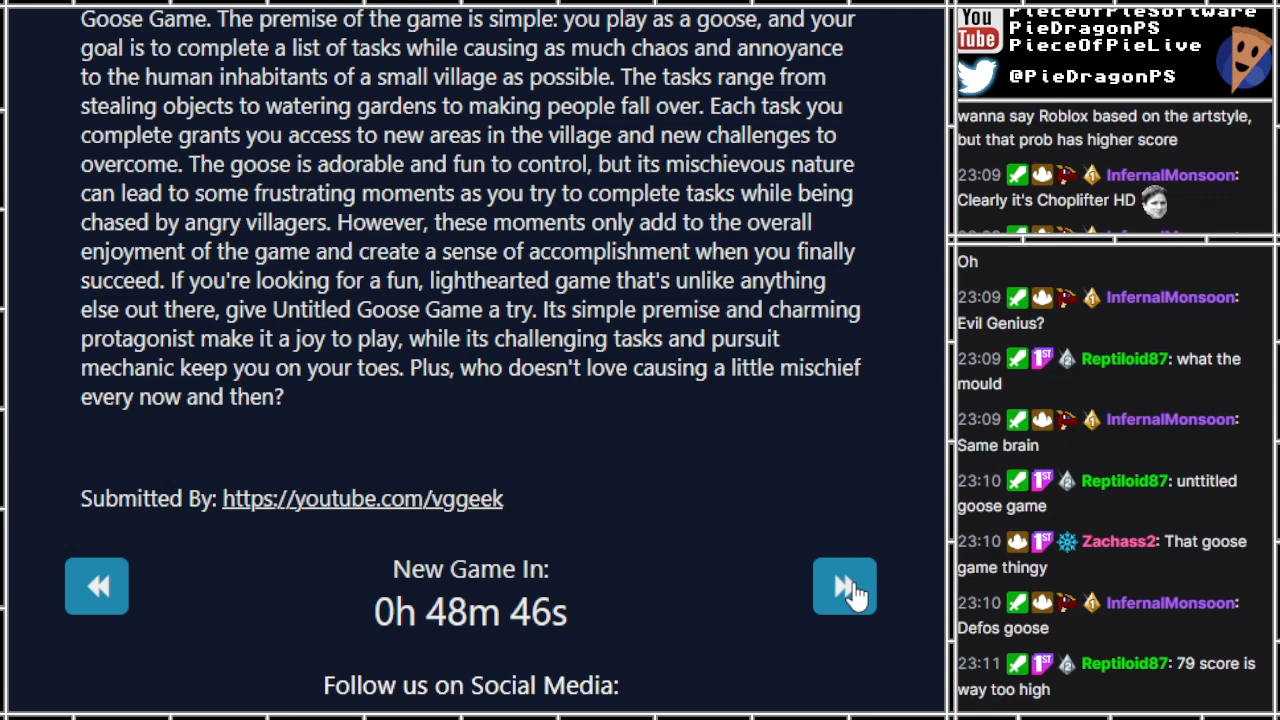 Goose Game. The premise of the game is simple: you play as a goose, and your
goal is to complete a list of tasks while causing as much chaos and annoyance
to the human inhabitants of a small village as possible. The tasks range from
stealing objects to watering gardens to making people fall over. Each task you
complete grants you access to new areas in the village and new challenges to
overcome. The goose is adorable and fun to control, but its mischievous nature
can lead to some frustrating moments as you try to complete tasks while being
chased by angry villagers. However, these moments only add to the overall
enjoyment of the game and create a sense of accomplishment when you finally
succeed. If you're looking for a fun, lighthearted game that's unlike anything
else out there, give Untitled Goose Game a try. Its simple premise and charming
protagonist make it a joy to play, while its challenging tasks and pursuit
mechanic keep you on your toes. Plus, who doesn't love causing a little mischief
every now and then?
Submitted By: https://youtube.com/vggeek
New Game In:
0h 48m 46s
Follow us on Social Media:
You
Tube
PieceOfPieSoftware
PieDragonPS
PieceOfPieLive
@PieDragonPS
wanna say Roblox based on the artstyle,
but that prob has higher score
23:09 InfernalMonsoon:
Clearly it's Choplifter HD
Oh
23:09 InfernalMonsoon:
Evil Genius?
23:09 1ST Reptiloid87: what the
mould
23:09 InfernalMonsoon:
Same brain
23:10 1ST Reptiloid87: unttitled
goose game
23:10 1ST Zachass2: That goose
game thingy
23:10 InfernalMonsoon:
Defos goose
23:11 1ST Reptiloid87: 79 score is
way too high